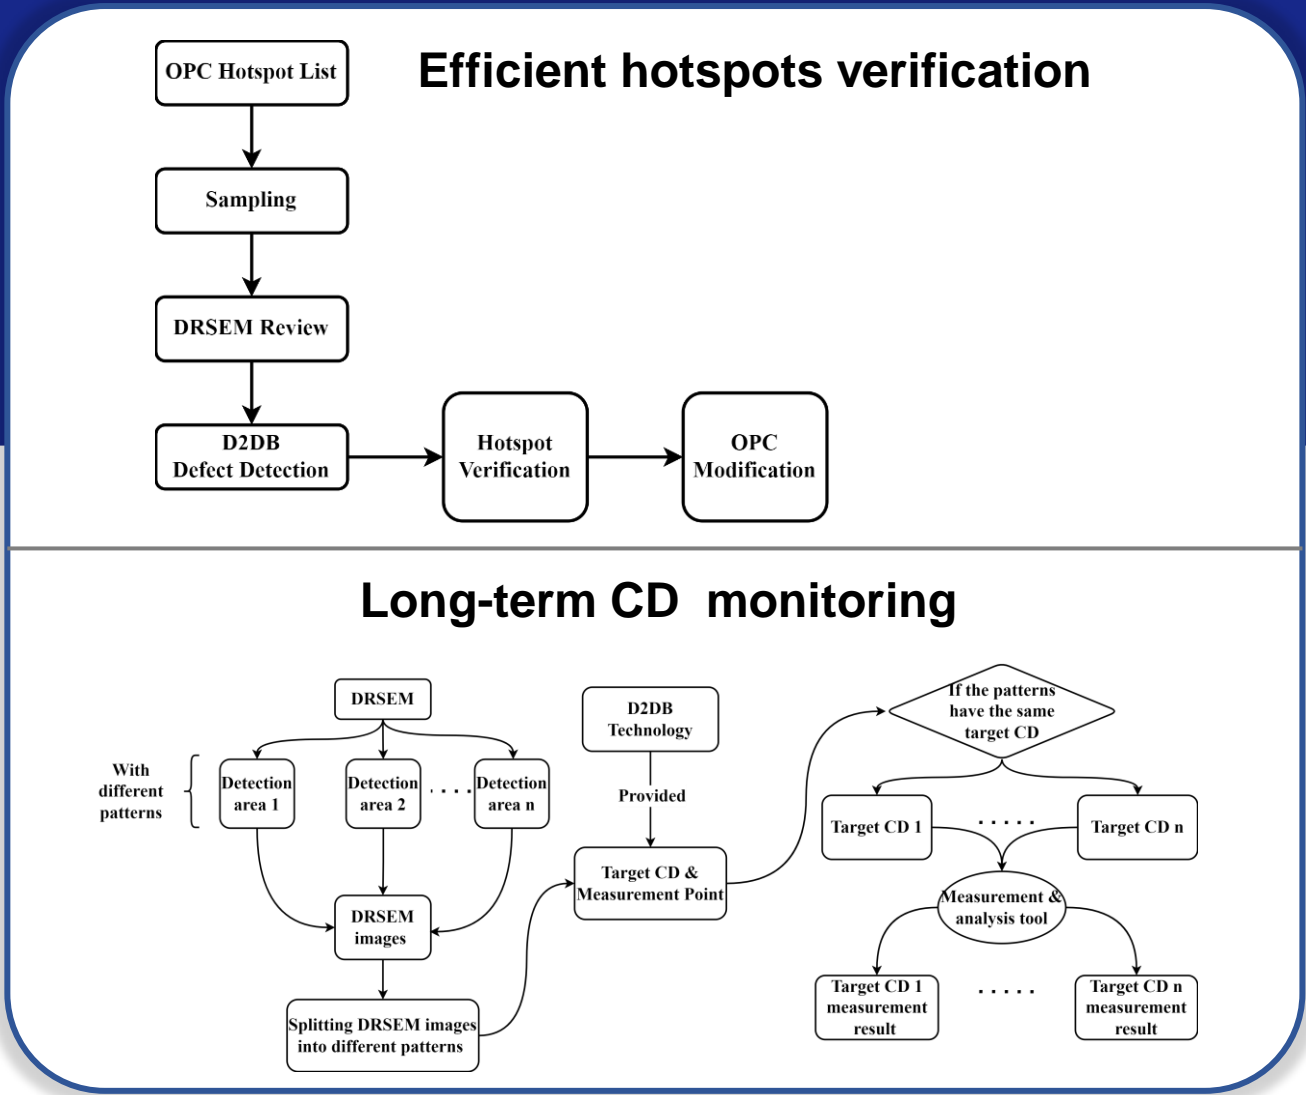 Efficient hotspots verification
OPC Hotspot List
Sampling
DRSEM Review
D2DB
Defect Detection
Hotspot
Verification
OPC
Modification
Long-term CD monitoring
DRSEM
With
different
patterns
Detection
area 1
Detection
area 2
. . . .
Detection
area n
DRSEM
images
Splitting DRSEM images
into different patterns
D2DB
Technology
Provided
Target CD &
Measurement Point
If the patterns
have the same
target CD
Target CD 1
. . . . .
Target CD n
Measurement &
analysis tool
Target CD 1
measurement
result
. . . . .
Target CD n
measurement
result